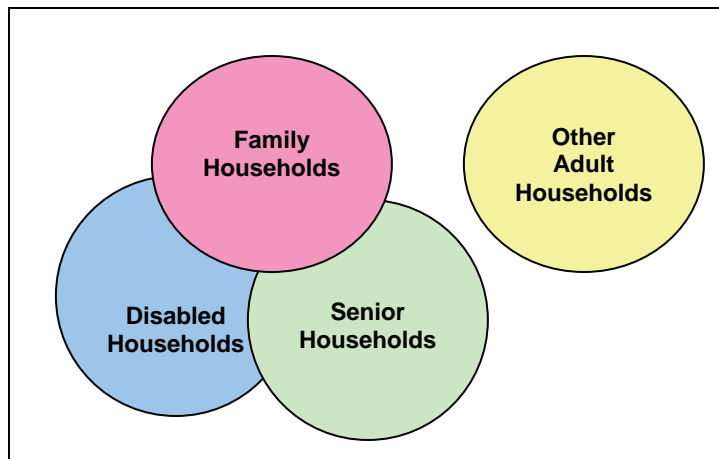 Family
Households
Other
Adult
Households
Disabled
Households
Senior
Households